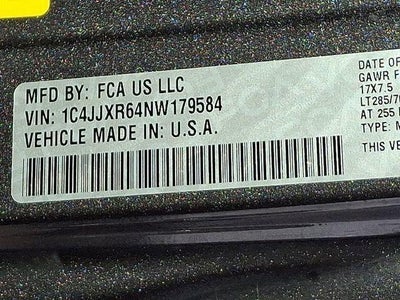 MFD BY: FCA US LLC
VIN: 1C4JJXR64NW179584
VEHICLE MADE IN: U.S.A.
DATE OF
GAWR F
17X7.5
LT285/70
AT 255
TYPE: M
THIS VE